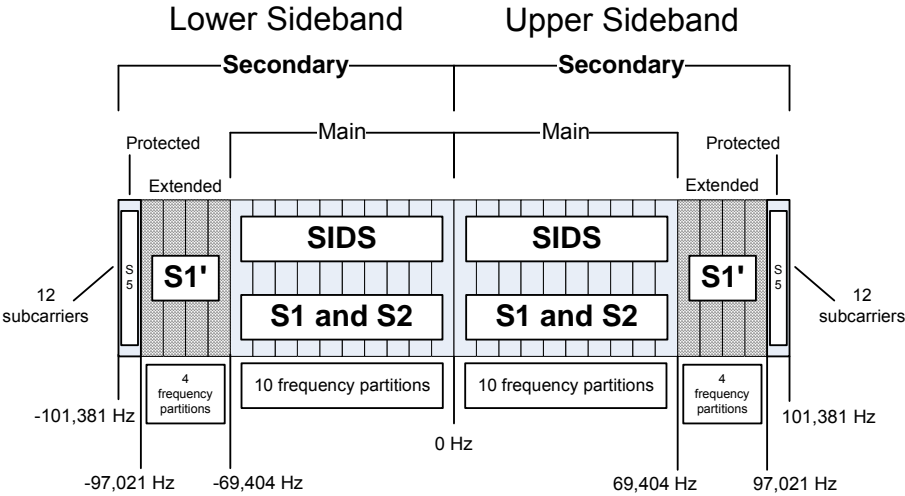 Lower Sideband
Upper Sideband
Secondary
Secondary
Main
Main
Protected
Protected
Extended
Extended
SIDS
SIDS
S
5
S1'
S1'
S
5
12
subcarriers
12
subcarriers
S1 and S2
S1 and S2
4
frequency
partitions
10 frequency partitions
10 frequency partitions
4
frequency
partitions
-101,381 Hz
101,381 Hz
0 Hz
-97,021 Hz
-69,404 Hz
69,404 Hz
97,021 Hz